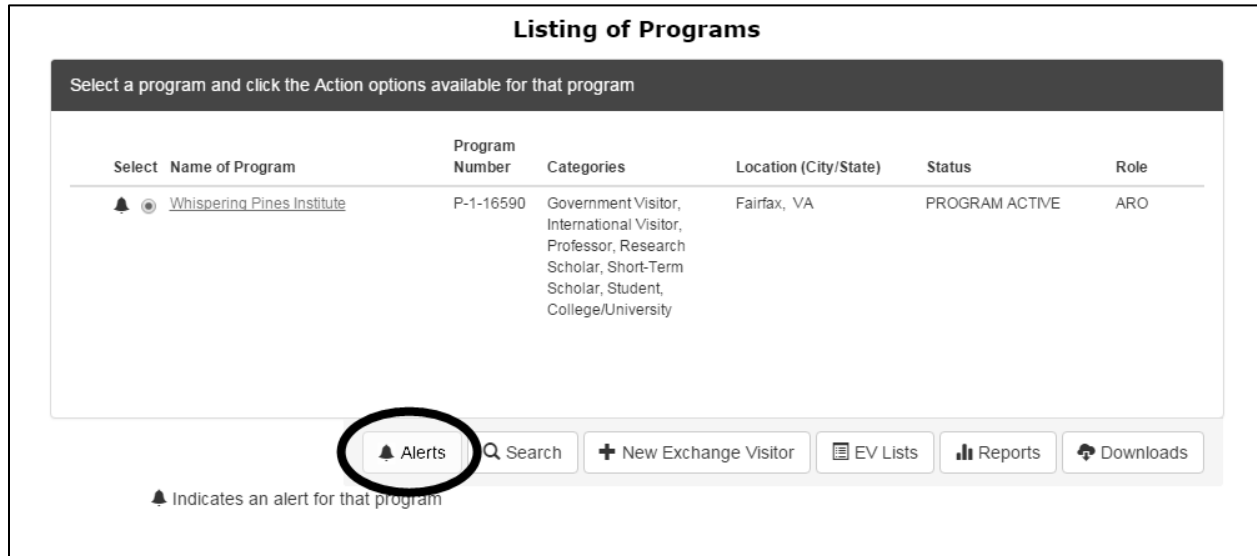 Listing of Programs
Select a program and click the Action options available for that program
Select Name of Program Program Number Categories Location (City/State) Status Role
Whispering Pines Institute P-1-16590 Government Visitor, Fairfax, VA PROGRAM ACTIVE ARO
International Visitor,
Professor, Research
Scholar, Short-Term
Scholar, Student,
College/University
Alerts Search New Exchange Visitor EV Lists Reports Downloads
Indicates an alert for that program